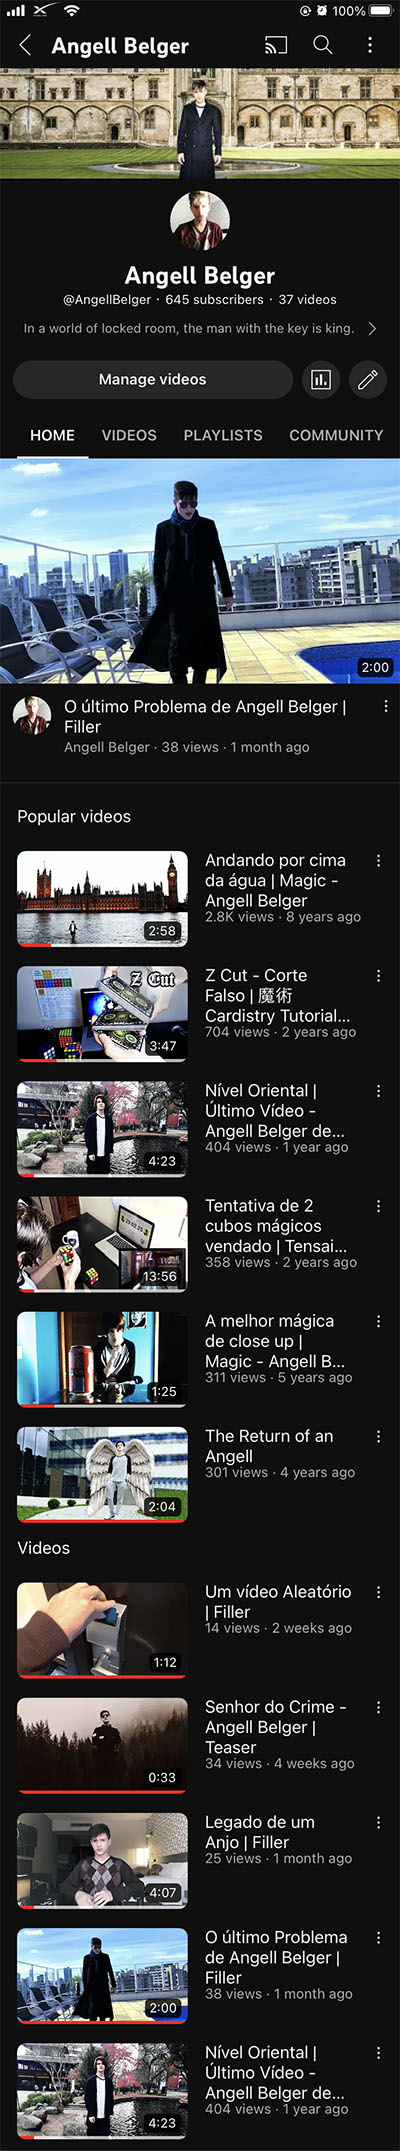 100%
Angell Belger
Angell Belger
@AngellBelger · 645 subscribers · 37 videos
In a world of locked room, the man with the key is king.
Manage videos
HOME VIDEOS PLAYLISTS COMMUNITY
2:00
O último Problema de Angell Belger |
Filler
Angell Belger · 38 views · 1 month ago
Popular videos
2:58
Andando por cima
da água | Magic -
Angell Belger
2.8K views · 8 years ago
Z Cut
3:47
Z Cut - Corte
Falso | 魔術
Cardistry Tutorial...
704 views · 2 years ago
4:23
Nível Oriental |
Último Vídeo -
Angell Belger de...
404 views · 1 year ago
13:56
Tentativa de 2
cubos mágicos
vendado | Tensai...
358 views · 2 years ago
1:25
A melhor mágica
de close up |
Magic - Angell B...
311 views · 5 years ago
2:04
The Return of an
Angell
301 views · 4 years ago
Videos
1:12
Um vídeo Aleatório
| Filler
14 views · 2 weeks ago
0:33
Senhor do Crime -
Angell Belger |
Teaser
34 views · 4 weeks ago
4:07
Legado de um
Anjo | Filler
25 views · 1 month ago
2:00
O último Problema
de Angell Belger |
Filler
38 views · 1 month ago
4:23
Nível Oriental |
Último Vídeo -
Angell Belger de...
404 views · 1 year ago